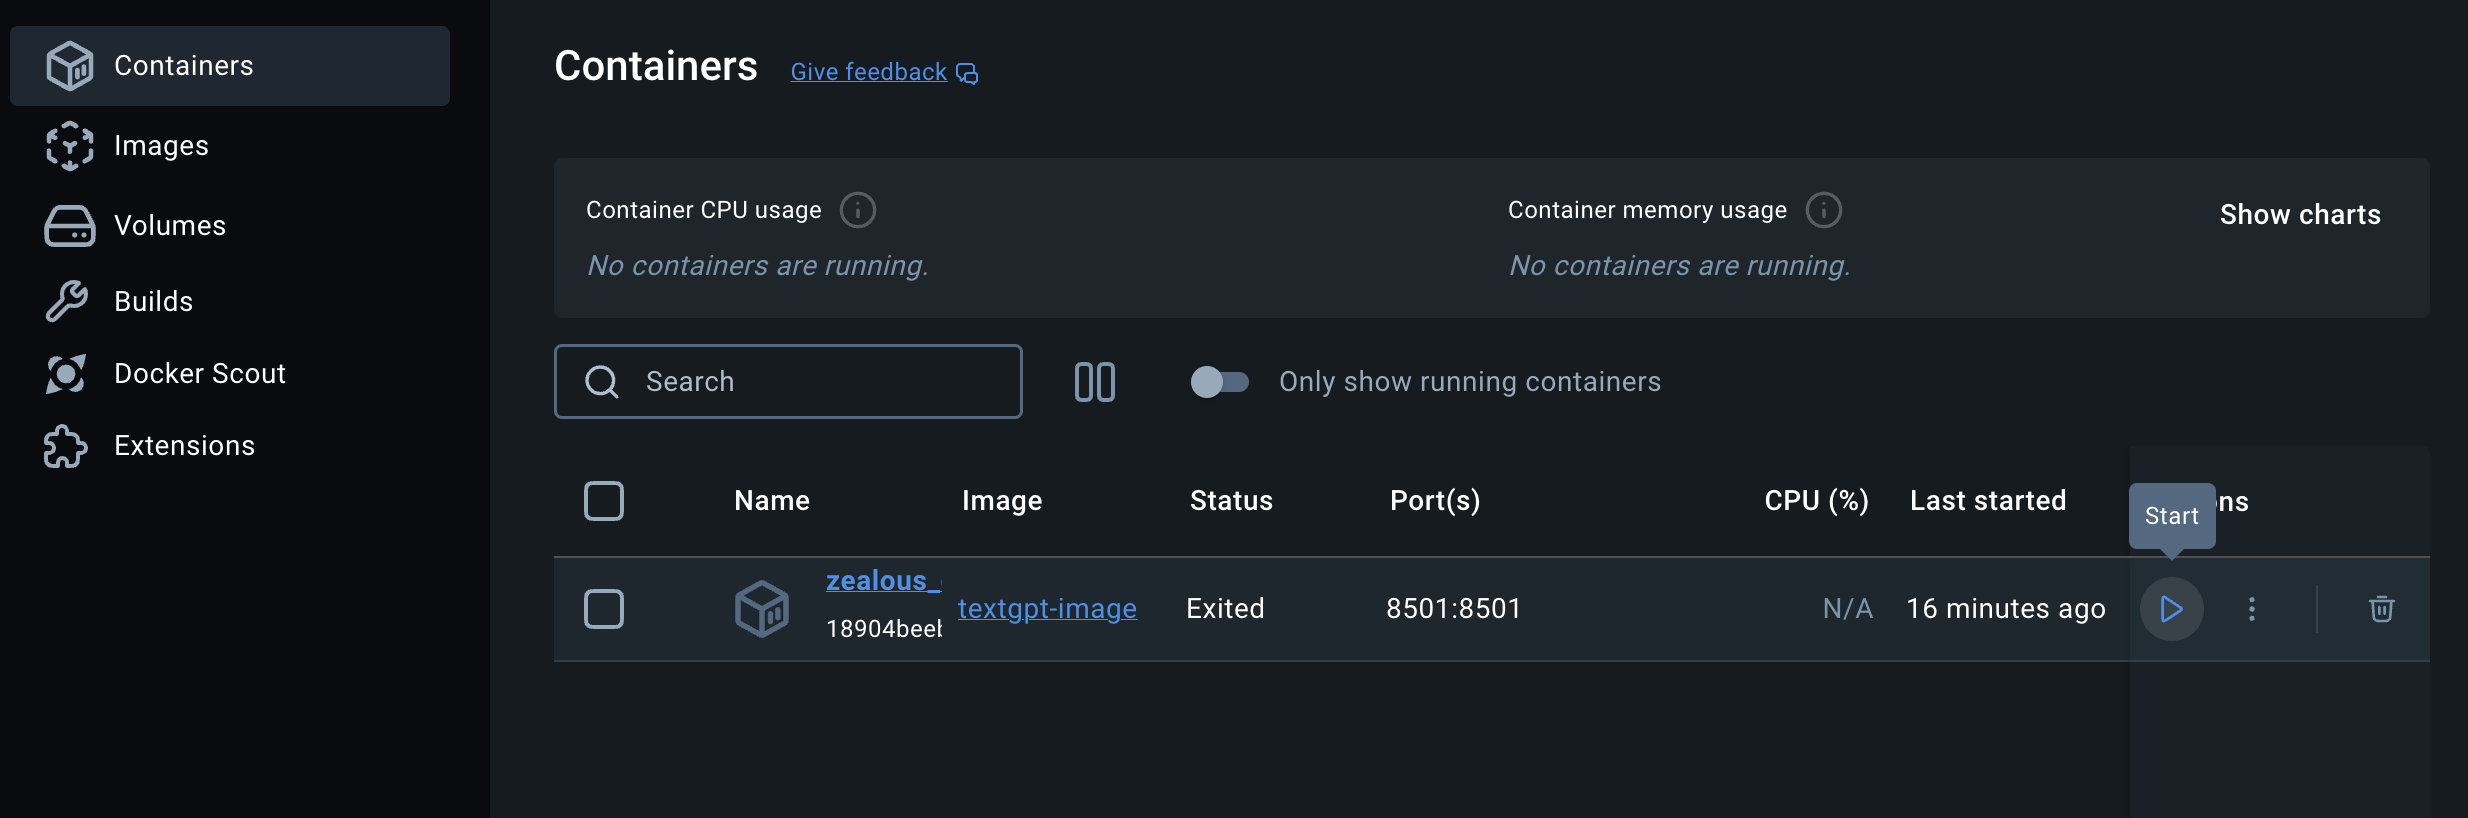 Containers
Images
Volumes
Builds
Docker Scout
Extensions
Containers Give feedback
Container CPU usage
No containers are running.
Container memory usage
No containers are running.
Show charts
Search
Only show running containers
Name Image Status Port(s) CPU (%) Last started
Start
zealous_
18904bee
textgpt-image Exited 8501:8501 N/A 16 minutes ago